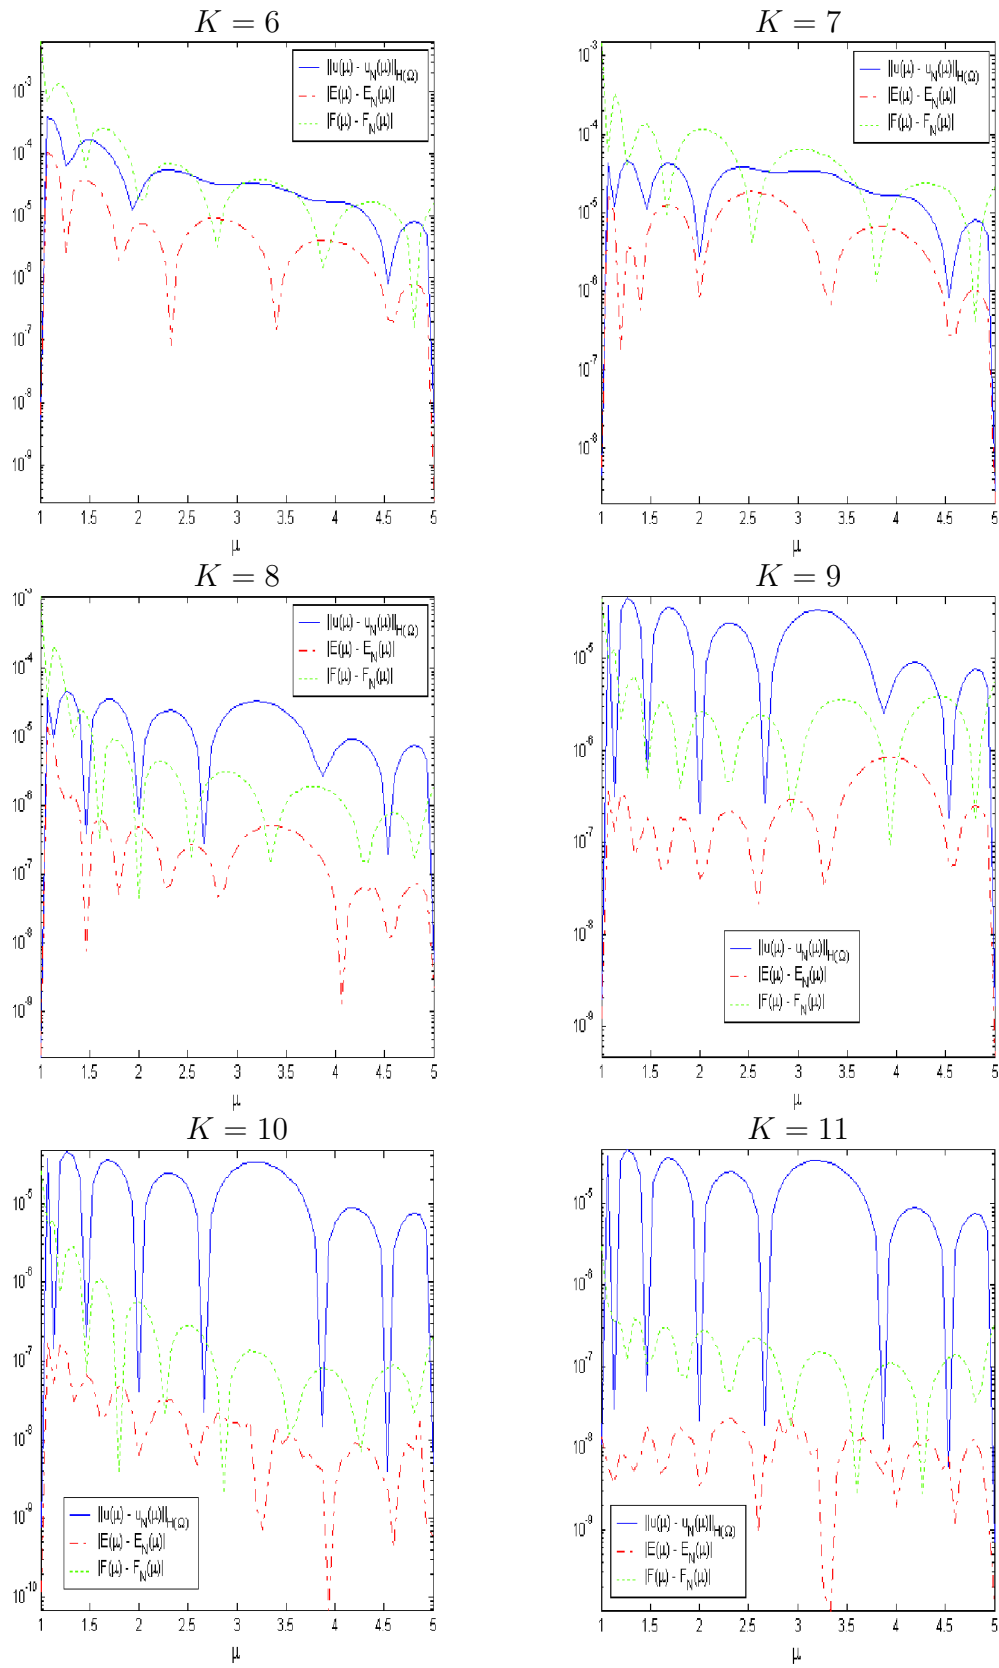 K = 6
||u(μ) - u_N(μ)||_H(Ω)
|E(μ) - E_N(μ)|
|F(μ) - F_N(μ)|
10^-3
10^-4
10^-5
10^-6
10^-7
10^-8
10^-9
1 1.5 2 2.5 3 3.5 4 4.5 5
μ
K = 7
||u(μ) - u_N(μ)||_H(Ω)
|E(μ) - E_N(μ)|
|F(μ) - F_N(μ)|
10^-3
10^-4
10^-5
10^-6
10^-7
10^-8
1 1.5 2 2.5 3 3.5 4 4.5 5
μ
K = 8
||u(μ) - u_N(μ)||_H(Ω)
|E(μ) - E_N(μ)|
|F(μ) - F_N(μ)|
10^-3
10^-4
10^-5
10^-6
10^-7
10^-8
10^-9
1 1.5 2 2.5 3 3.5 4 4.5 5
μ
K = 9
10^-5
10^-6
10^-7
10^-8
10^-9
||u(μ) - u_N(μ)||_H(Ω)
|E(μ) - E_N(μ)|
|F(μ) - F_N(μ)|
1 1.5 2 2.5 3 3.5 4 4.5 5
μ
K = 10
10^-5
10^-6
10^-7
10^-8
10^-9
10^-10
||u(μ) - u_N(μ)||_H(Ω)
|E(μ) - E_N(μ)|
|F(μ) - F_N(μ)|
1 1.5 2 2.5 3 3.5 4 4.5 5
μ
K = 11
10^-5
10^-6
10^-7
10^-8
10^-9
||u(μ) - u_N(μ)||_H(Ω)
|E(μ) - E_N(μ)|
|F(μ) - F_N(μ)|
1 1.5 2 2.5 3 3.5 4 4.5 5
μ